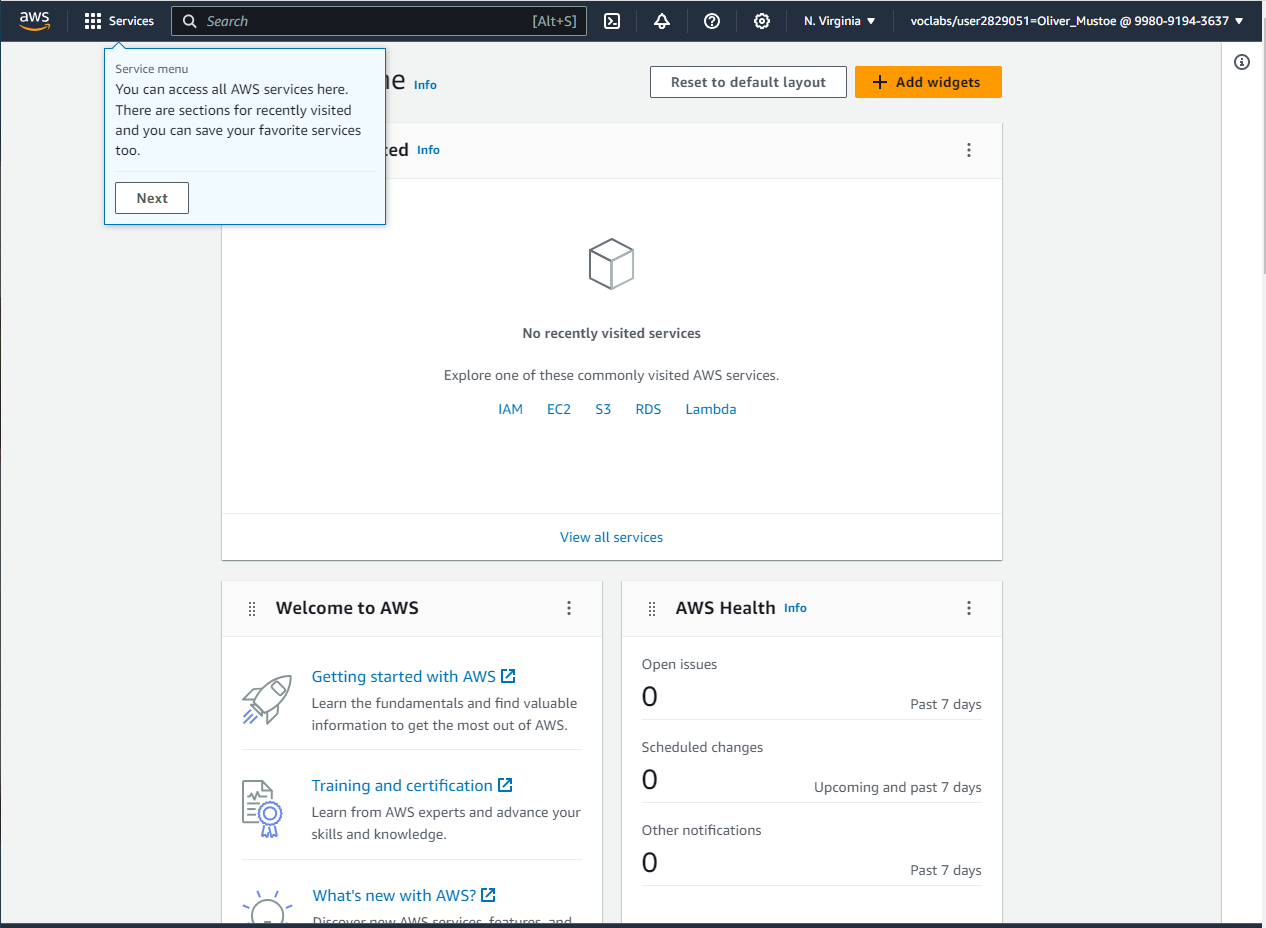 aws
Services
Search
[Alt+S]
N. Virginia
voclabs/user2829051=Oliver_Mustoe @ 9980-9194-3637
Service menu
You can access all AWS services here.
There are sections for recently visited
and you can save your favorite services
too.
Next
Info
Reset to default layout
Add widgets
Info
No recently visited services
Explore one of these commonly visited AWS services.
IAM EC2 S3 RDS Lambda
View all services
Welcome to AWS
Getting started with AWS
Learn the fundamentals and find valuable
information to get the most out of AWS.
Training and certification
Learn from AWS experts and advance your
skills and knowledge.
What's new with AWS?
Discover new AWS services, features, and
AWS Health Info
Open issues
0
Past 7 days
Scheduled changes
0
Upcoming and past 7 days
Other notifications
0
Past 7 days